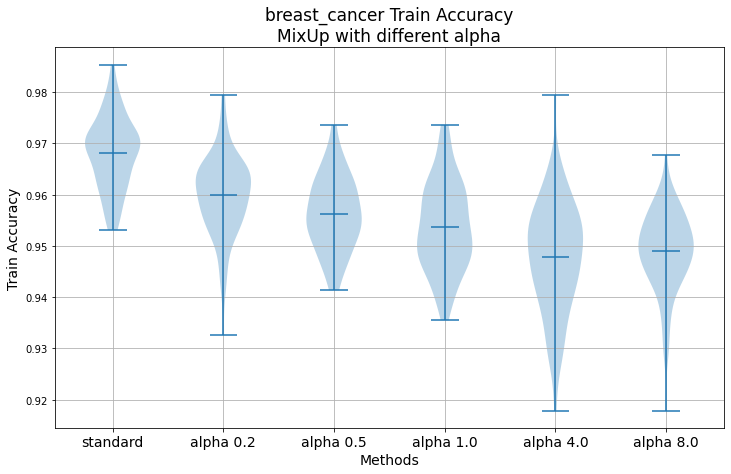 breast_cancer Train Accuracy
MixUp with different alpha
Train Accuracy
0.98
0.97
0.96
0.95
0.94
0.93
0.92
standard alpha 0.2 alpha 0.5 alpha 1.0 alpha 4.0 alpha 8.0
Methods